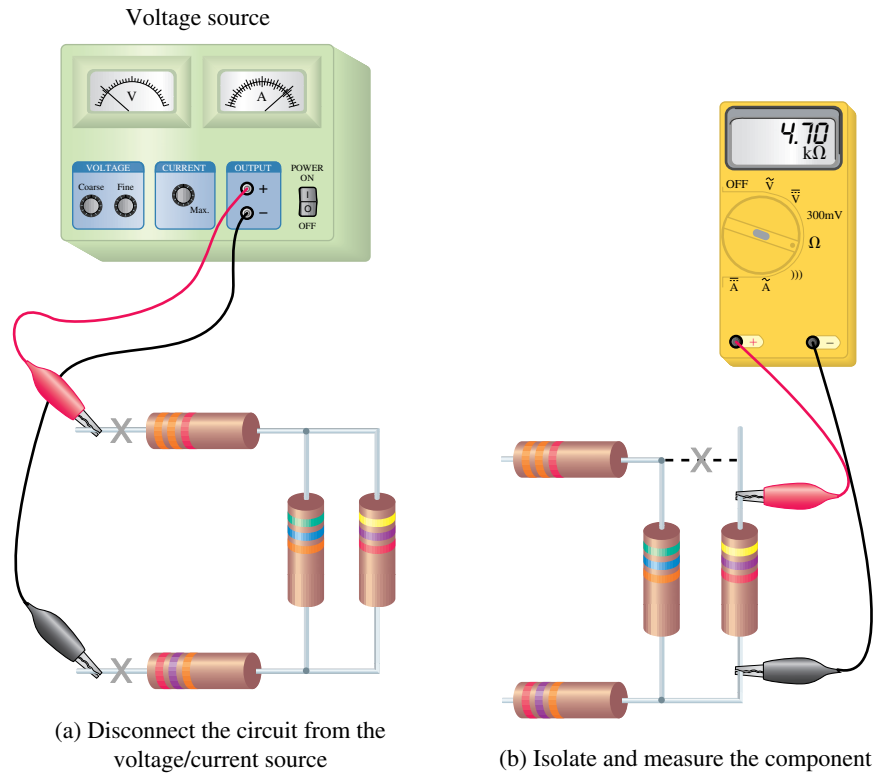 Voltage source
V
A
VOLTAGE
CURRENT
OUTPUT
POWER
ON
Coarse
Fine
Max.
+
−
I
O
OFF
4.70
kΩ
OFF
Ṽ
V
300mV
Ω
)))
A
Ã
+
−
X
X
X
(a) Disconnect the circuit from the
voltage/current source
(b) Isolate and measure the component